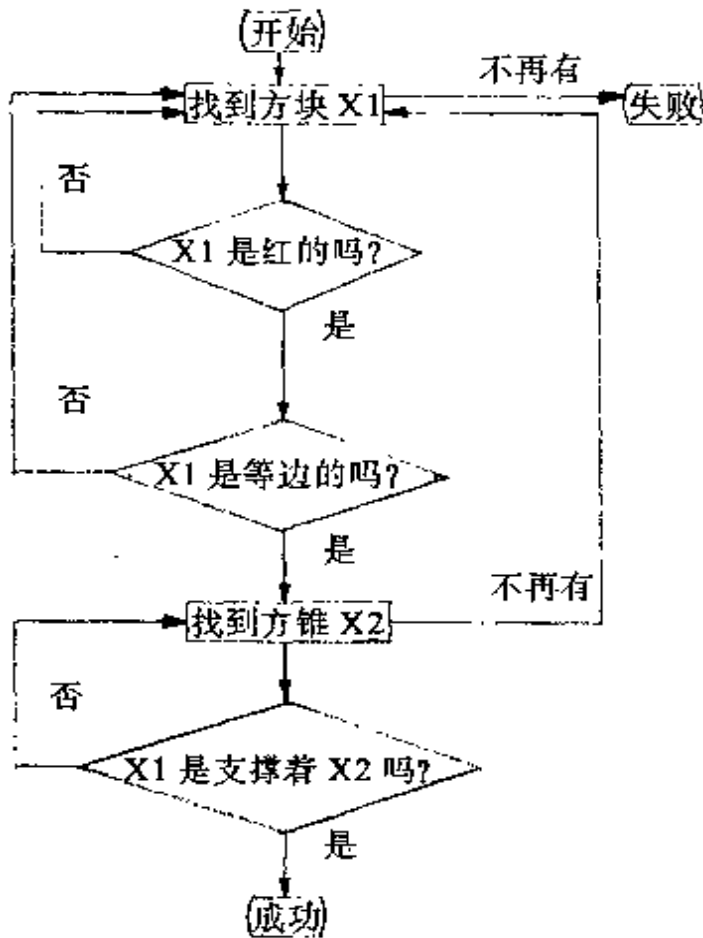 开始
不再有
找到方块 X1
失败
否
X1 是红的吗?
是
否
X1 是等边的吗?
是
不再有
找到方锥 X2
否
X1 是支撑着 X2 吗?
是
成功